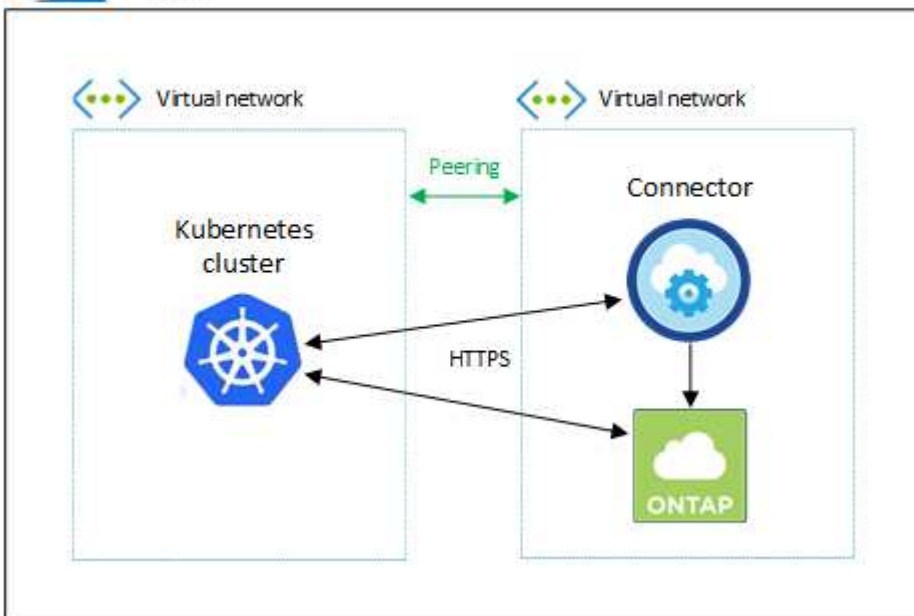 Virtual network
Virtual network
Peering
Connector
Kubernetes
cluster
HTTPS
ONTAP